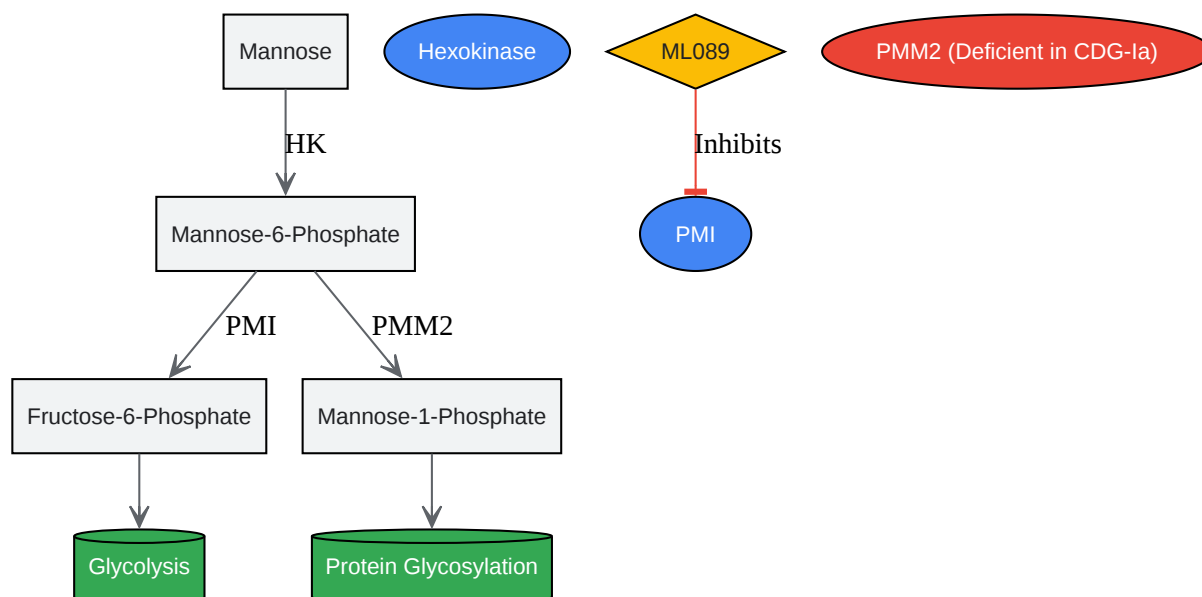 Mannose
Hexokinase
ML089
PMM2 (Deficient in CDG-Ia)
HK
Inhibits
Mannose-6-Phosphate
PMI
PMI
PMM2
Fructose-6-Phosphate
Mannose-1-Phosphate
Glycolysis
Protein Glycosylation